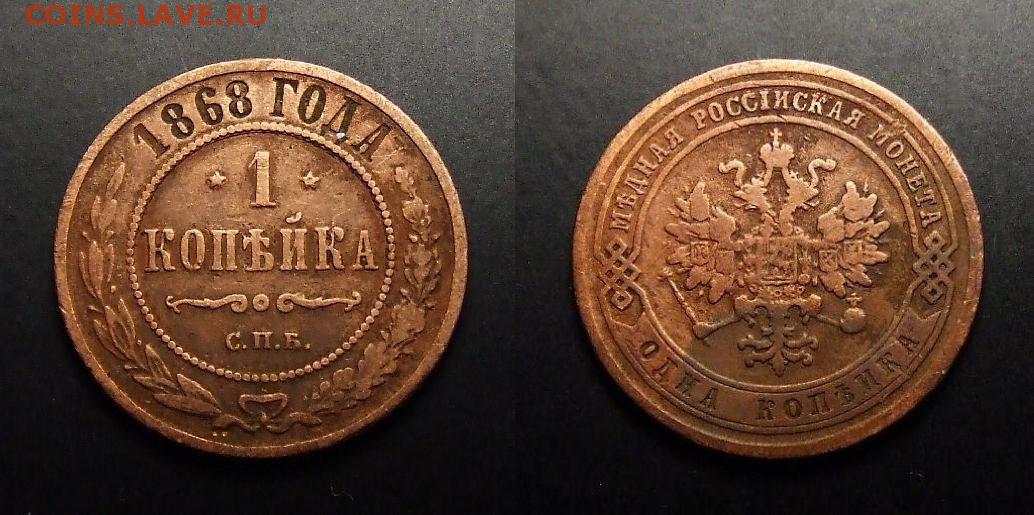 COINS.LAVE.RU
1868 ГОДА
1
КОПѢЙКА
С.П.Б.
МѢДНАЯ РОССІЙСКАЯ МОНЕТА
ОДНА КОПѢЙКА